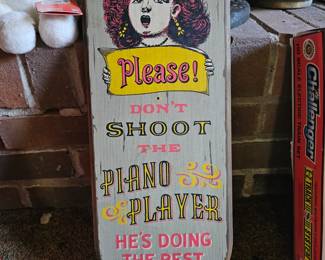 Please!
DON'T
SHOOT
THE
PIANO
PLAYER
HE'S DOING
THE BEST
Challenger